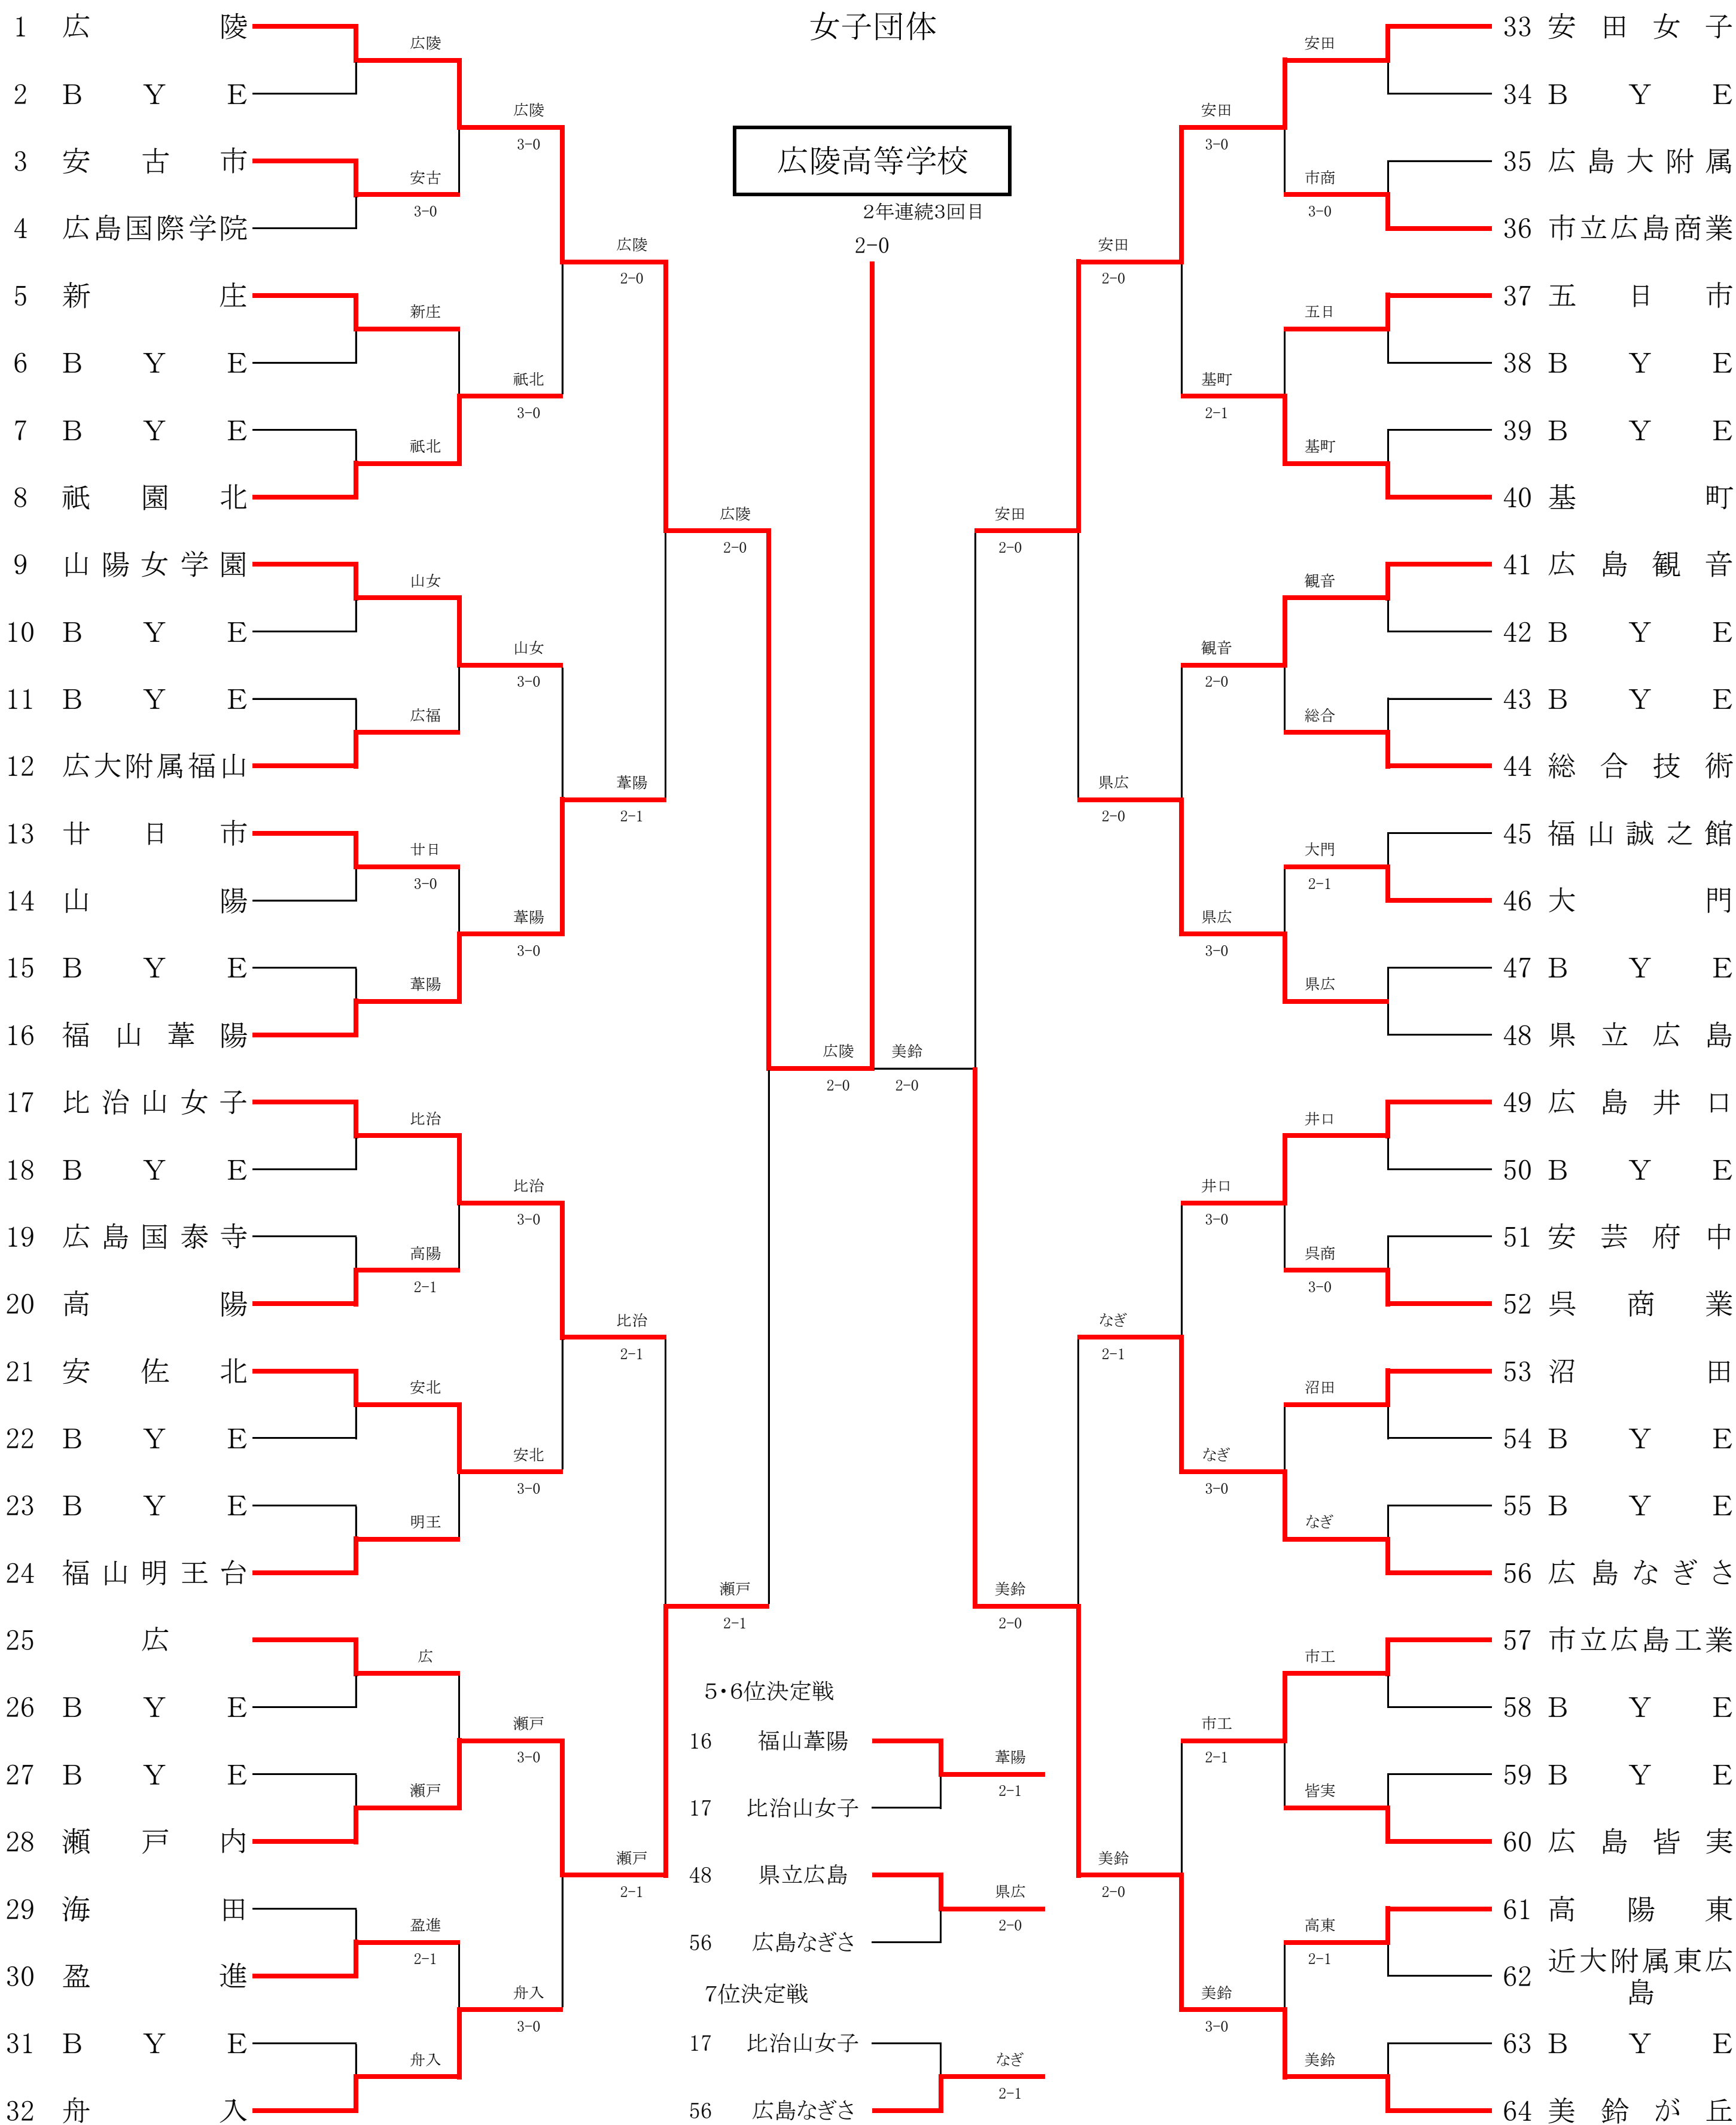 女子団体
広陵高等学校
2年連続3回目
2-0
1 広陵
2 BYE
3 安古市
4 広島国際学院
5 新庄
6 BYE
7 BYE
8 祇園北
9 山陽女学園
10 BYE
11 BYE
12 広大附属福山
13 廿日市
14 山陽
15 BYE
16 福山葦陽
17 比治山女子
18 BYE
19 広島国泰寺
20 高陽
21 安佐北
22 BYE
23 BYE
24 福山明王台
25 広
26 BYE
27 BYE
28 瀬戸内
29 海田
30 盈進
31 BYE
32 舟入
広陵
安古
3-0
新庄
祇北
山女
広福
廿日
3-0
葦陽
比治
高陽
2-1
安北
明王
広
瀬戸
盈進
2-1
舟入
広陵
3-0
祇北
3-0
山女
3-0
葦陽
3-0
比治
3-0
安北
3-0
瀬戸
3-0
舟入
3-0
広陵
2-0
葦陽
2-1
比治
2-1
瀬戸
2-1
広陵
2-0
瀬戸
2-1
広陵
2-0
美鈴
2-0
安田
2-0
美鈴
2-0
安田
2-0
県広
2-0
なぎ
2-1
美鈴
2-0
安田
3-0
基町
2-1
観音
2-0
県広
3-0
井口
3-0
なぎ
3-0
市工
2-1
美鈴
3-0
安田
市商
3-0
五日
基町
観音
総合
大門
2-1
県広
井口
呉商
3-0
沼田
なぎ
市工
皆実
高東
2-1
美鈴
33 安田女子
34 BYE
35 広島大附属
36 市立広島商業
37 五日市
38 BYE
39 BYE
40 基町
41 広島観音
42 BYE
43 BYE
44 総合技術
45 福山誠之館
46 大門
47 BYE
48 県立広島
49 広島井口
50 BYE
51 安芸府中
52 呉商業
53 沼田
54 BYE
55 BYE
56 広島なぎさ
57 市立広島工業
58 BYE
59 BYE
60 広島皆実
61 高陽東
62 近大附属東広
島
63 BYE
64 美鈴が丘
5・6位決定戦
16 福山葦陽
17 比治山女子
葦陽
2-1
48 県立広島
56 広島なぎさ
県広
2-0
7位決定戦
17 比治山女子
56 広島なぎさ
なぎ
2-1